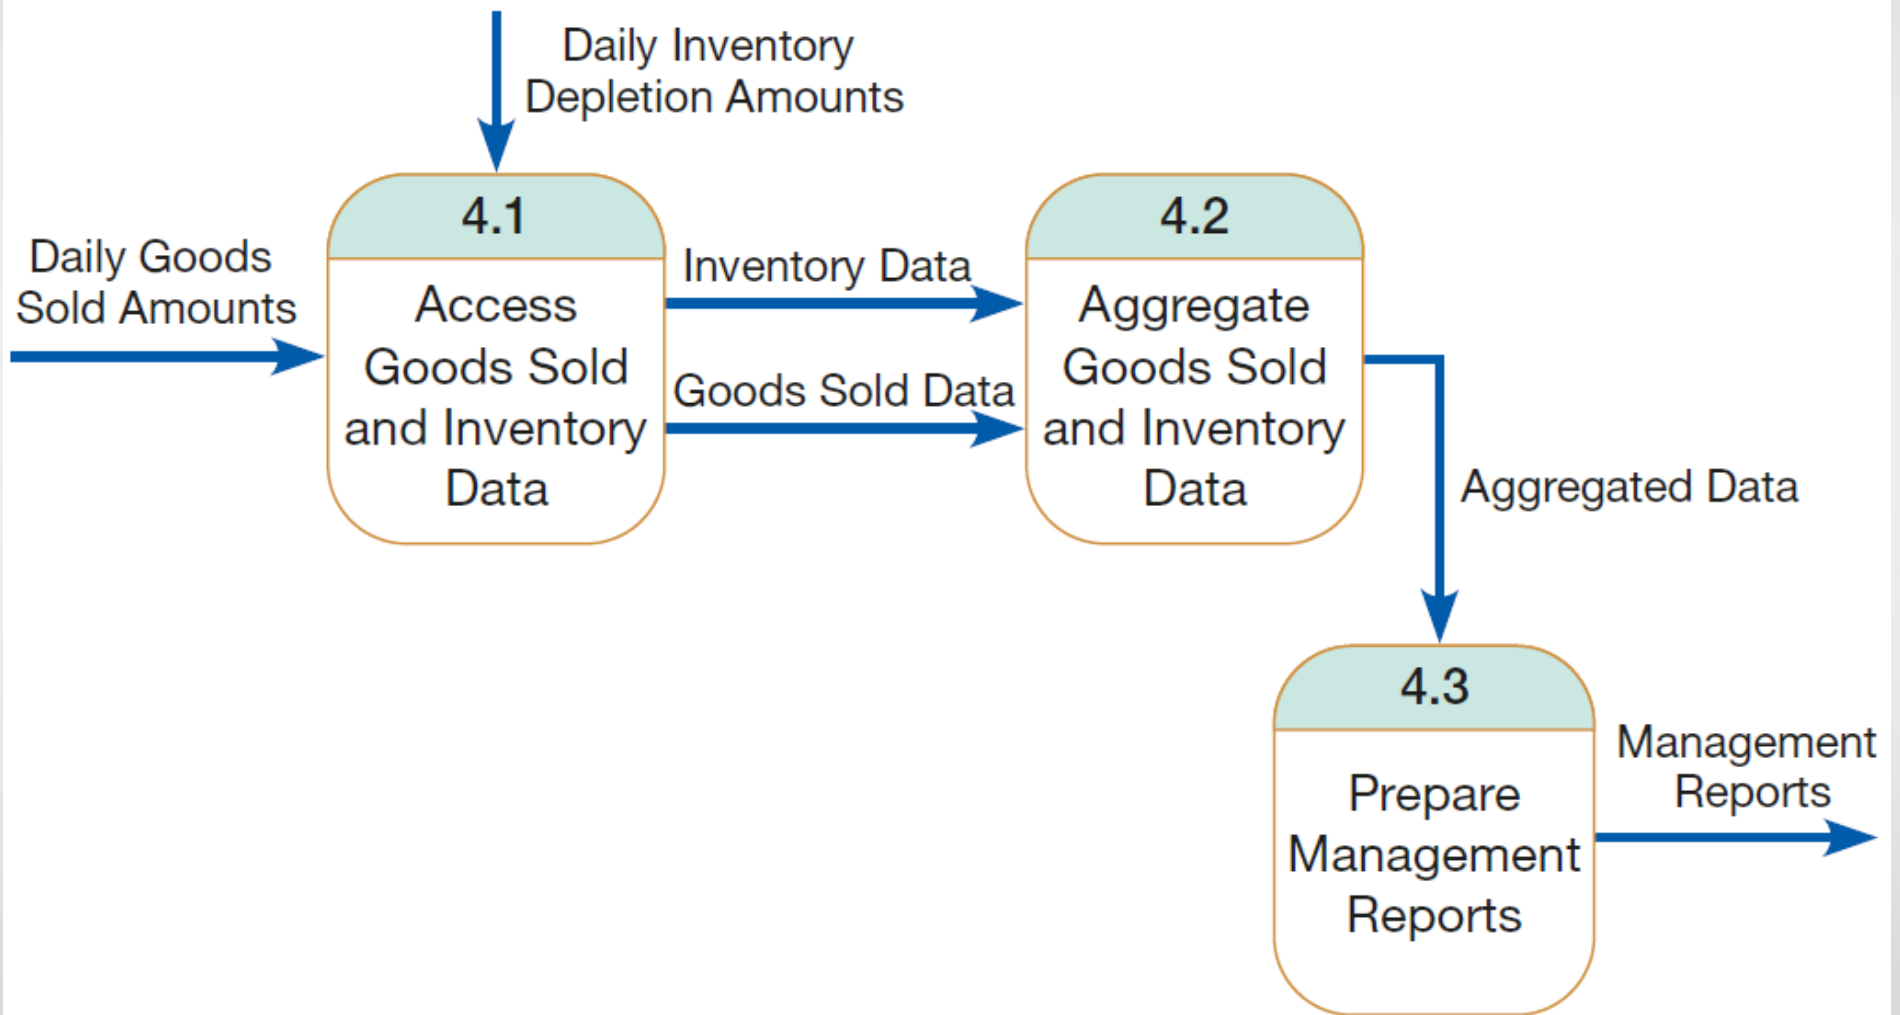 Daily Inventory
Depletion Amounts
Daily Goods
Sold Amounts
4.1
Access
Goods Sold
and Inventory
Data
Inventory Data
Goods Sold Data
4.2
Aggregate
Goods Sold
and Inventory
Data
Aggregated Data
4.3
Prepare
Management
Reports
Management
Reports